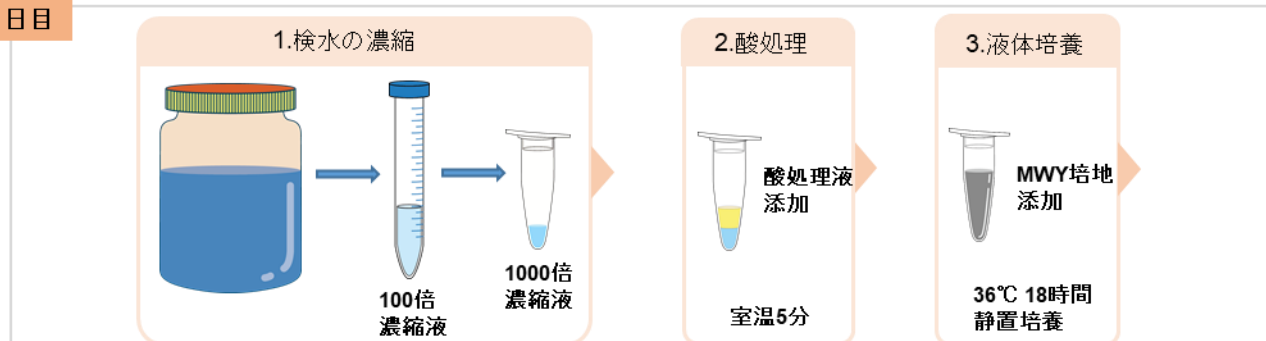 日目
1.検水の濃縮
100倍
濃縮液
1000倍
濃縮液
2.酸処理
酸処理液
添加
室温5分
3.液体培養
MWY培地
添加
36℃ 18時間
静置培養